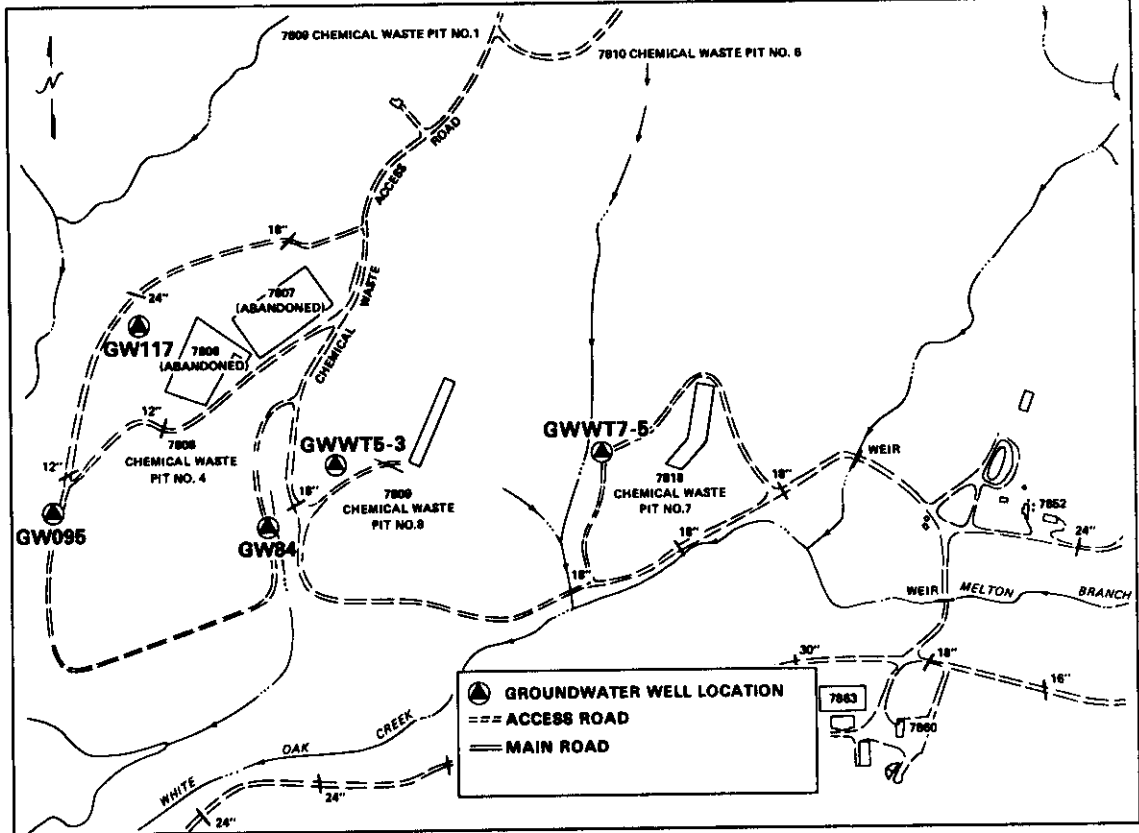 7809 CHEMICAL WASTE PIT NO.1
7810 CHEMICAL WASTE PIT NO. 6
N
ACCESS ROAD
18"
24"
7807
(ABANDONED)
WASTE
GW117
7808
(ABANDONED)
CHEMICAL
12"
7808
CHEMICAL WASTE
PIT NO. 4
12"
GWWT5-3
GWWT7-5
GW095
GW84
18"
7809
CHEMICAL WASTE
PIT NO.8
7818
CHEMICAL WASTE
PIT NO.7
18"
WEIR
7852
24"
18"
18"
WEIR
MELTON
BRANCH
30"
18"
16"
7863
7860
GROUNDWATER WELL LOCATION
ACCESS ROAD
MAIN ROAD
WHITE
OAK
CREEK
24"
24"